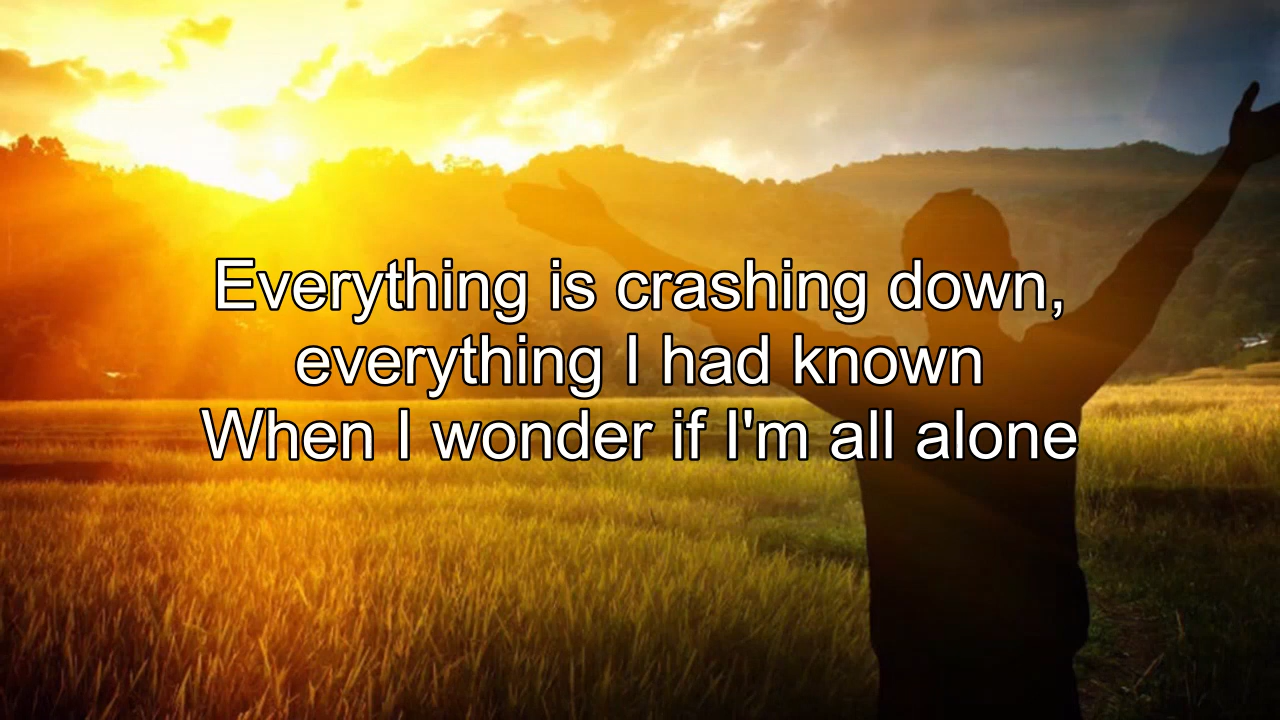 Everything is crashing down,
everything I had known
When I wonder if I'm all alone